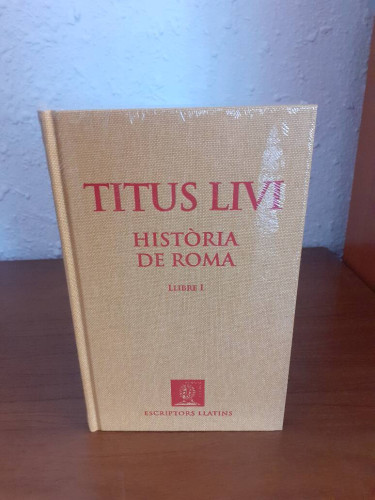 TITUS LIVI
HISTÒRIA
DE ROMA
LLIBRE I
ESCRIPTORS LLATINS